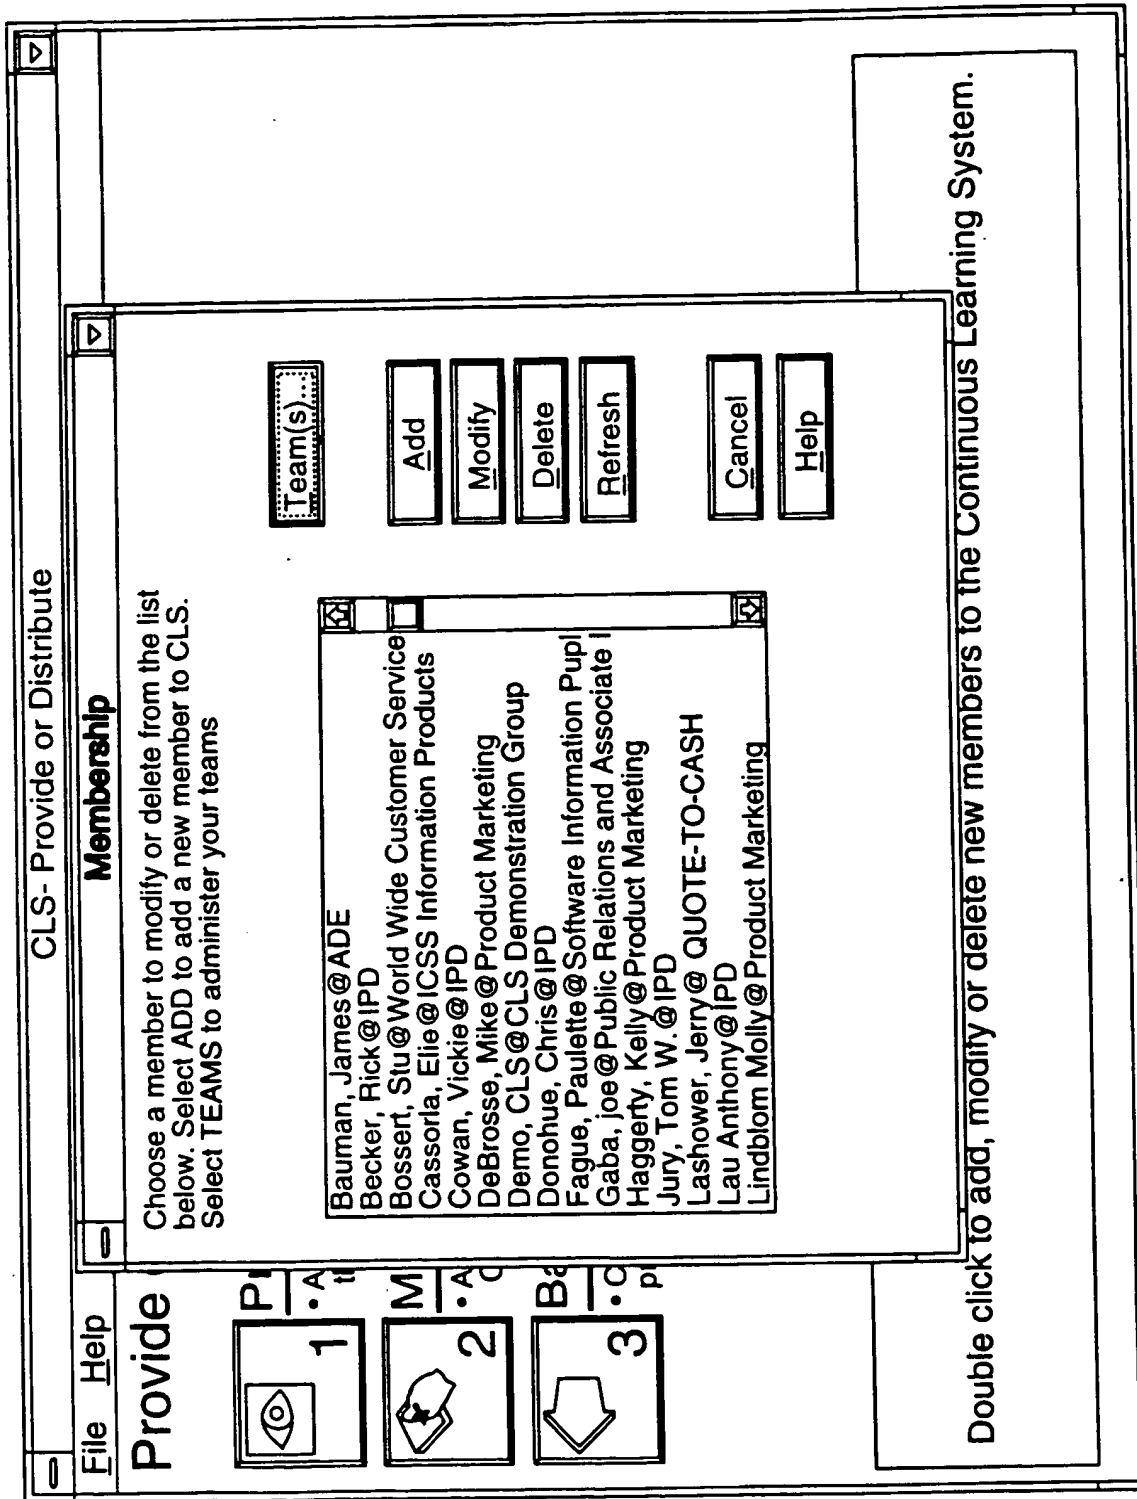 CLS- Provide or Distribute
File Help
Membership
Provide
Choose a member to modify or delete from the list
below. Select ADD to add a new member to CLS.
Select TEAMS to administer your teams
Team(s)...
1
2
3
Bauman, James@ADE
Becker, Rick@IPD
Bossert, Stu@World Wide Customer Service
Cassorla, Elie@ICSS Information Products
Cowan, Vickie@IPD
DeBrosse, Mike@Product Marketing
Demo, CLS@CLS Demonstration Group
Donohue, Chris@IPD
Fague, Paulette@Software Information Pupl
Gaba, joe@Public Relations and Associate
Haggerty, Kelly@Product Marketing
Jury, Tom W.@IPD
Lashower, Jerry@ QUOTE-TO-CASH
Lau Anthony@IPD
Lindblom Molly@Product Marketing
Add
Modify
Delete
Refresh
Cancel
Help
Double click to add, modify or delete new members to the Continuous Learning System.